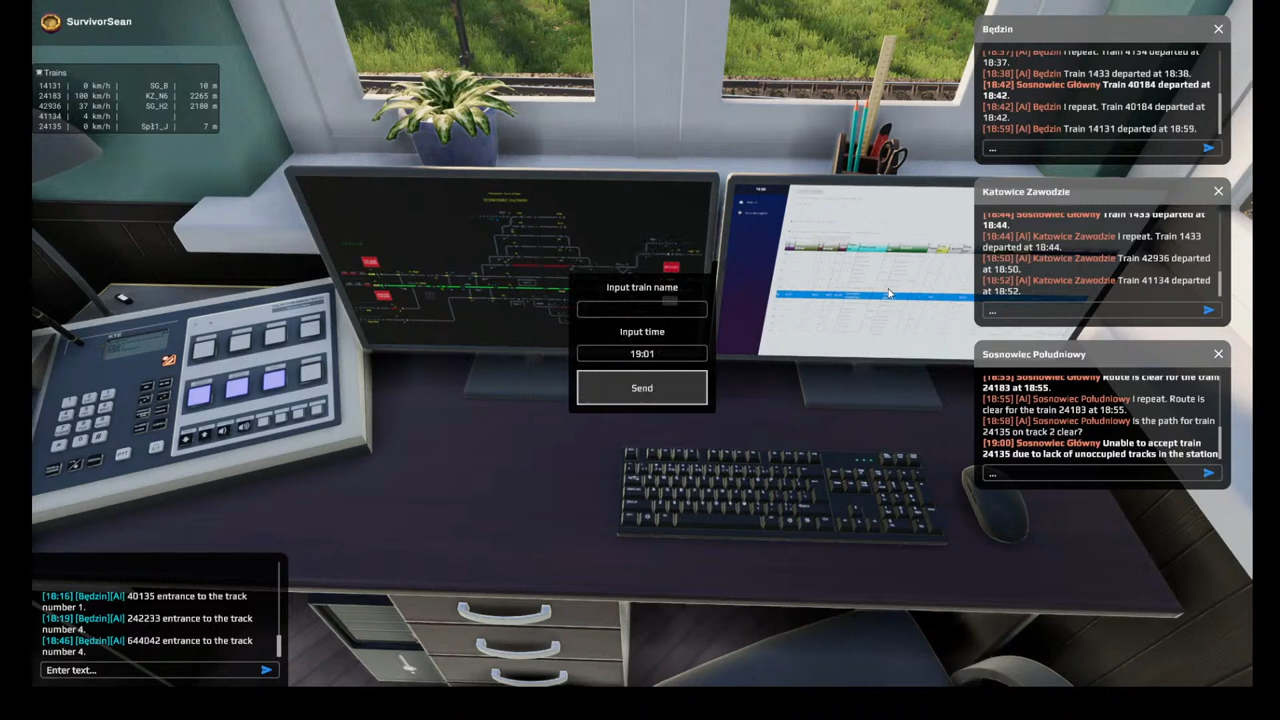 SurvivorSean
Trains
14131 | 0 km/h | SG_B | 10 m
24183 | 100 km/h | KZ_N6 | 2265 m
42936 | 37 km/h | SG_H2 | 2180 m
41134 | 4 km/h |
24135 | 0 km/h | Spł1_J | 7 m
Będzin
[18:37] [AI] Będzin I repeat. Train 4154 departed at
18:37.
[18:38] [AI] Będzin Train 1433 departed at 18:38.
[18:42] Sosnowiec Główny Train 40184 departed at
18:42.
[18:42] [AI] Będzin I repeat. Train 40184 departed at
18:42.
[18:59] [AI] Będzin Train 14131 departed at 18:59.
...
Katowice Zawodzie
[18:44] Sosnowiec Główny Train 1433 departed at
18:44.
[18:44] [AI] Katowice Zawodzie I repeat. Train 1433
departed at 18:44.
[18:50] [AI] Katowice Zawodzie Train 42936 departed
at 18:50.
[18:52] [AI] Katowice Zawodzie Train 41134 departed
at 18:52.
...
Sosnowiec Południowy
[18:55] Sosnowiec Główny Route is clear for the train
24183 at 18:55.
[18:55] [AI] Sosnowiec Południowy I repeat. Route is
clear for the train 24183 at 18:55.
[18:58] [AI] Sosnowiec Południowy Is the path for train
24135 on track 2 clear?
[19:00] Sosnowiec Główny Unable to accept train
24135 due to lack of unoccupied tracks in the station
...
Input train name
Input time
19:01
Send
[18:16] [Będzin][AI] 40135 entrance to the track
number 1.
[18:19] [Będzin][AI] 242233 entrance to the track
number 4.
[18:46] [Będzin][AI] 644042 entrance to the track
number 4.
Enter text...